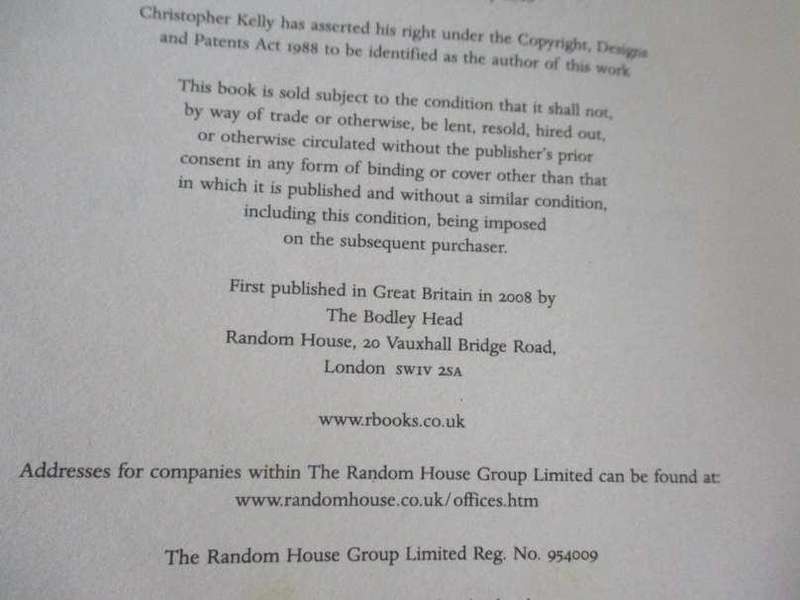 Christopher Kelly has asserted his right under the Copyright, Designs
and Patents Act 1988 to be identified as the author of this work
This book is sold subject to the condition that it shall not,
by way of trade or otherwise, be lent, resold, hired out,
or otherwise circulated without the publisher's prior
consent in any form of binding or cover other than that
in which it is published and without a similar condition,
including this condition, being imposed
on the subsequent purchaser.
First published in Great Britain in 2008 by
The Bodley Head
Random House, 20 Vauxhall Bridge Road,
London SW1V 2SA
www.rbooks.co.uk
Addresses for companies within The Random House Group Limited can be found at:
www.randomhouse.co.uk/offices.htm
The Random House Group Limited Reg. No. 954009